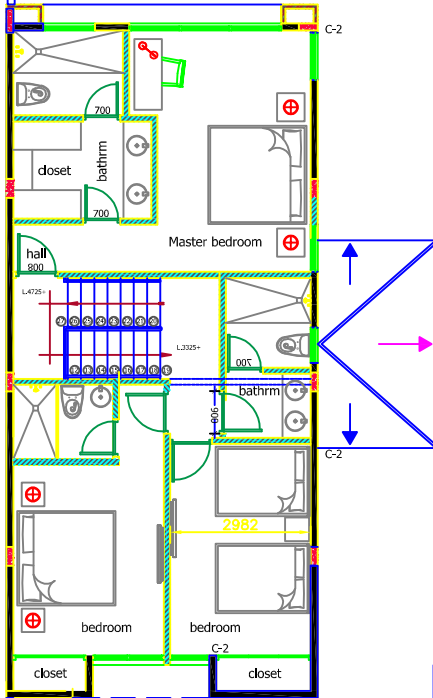 C-2
700
closet
bathrm
700
Master bedroom
hall
800
L.4725+
L.3325+
700
bathrm
800
C-2
2982
bedroom
bedroom
C-2
closet
closet